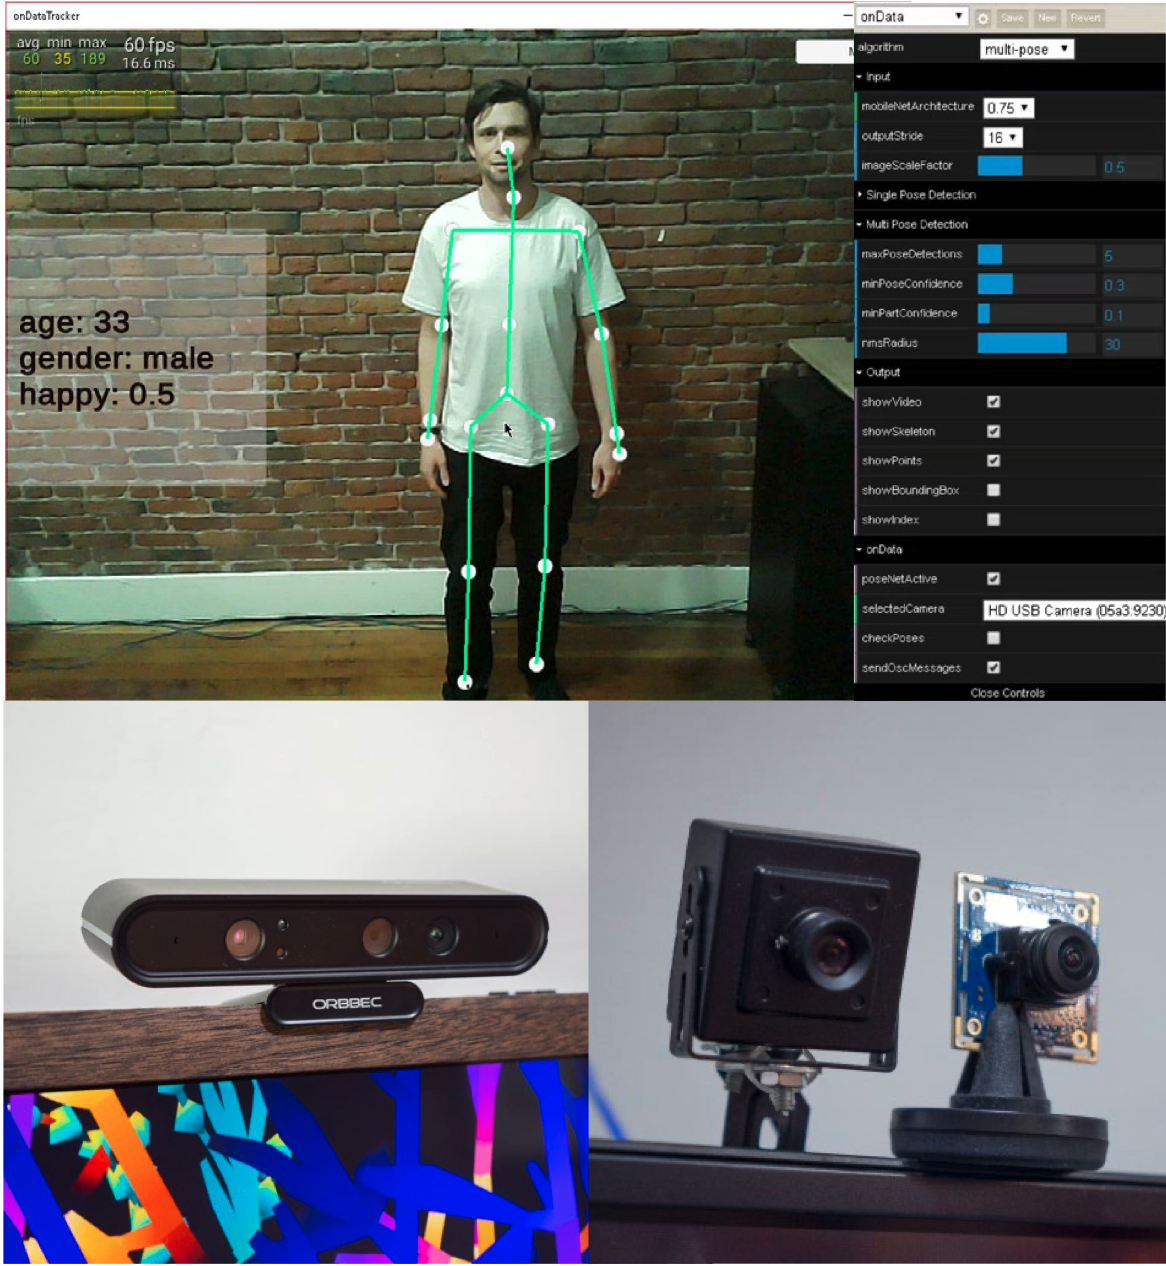 onDataTracker
avg min max 60 fps
60 35 189 16.6 ms
fps
age: 33
gender: male
happy: 0.5
onData Save New Revert
algorithm multi-pose
Input
mobileNetArchitecture 0.75
outputStride 16
imageScaleFactor 0.5
Single Pose Detection
Multi Pose Detection
maxPoseDetections 5
minPoseConfidence 0.3
minPartConfidence 0.1
nmsRadius 30
Output
showVideo
showSkeleton
showPoints
showBoundingBox
showIndex
onData
poseNetActive
selectedCamera HD USB Camera (05a3:9230)
checkPoses
sendOscMessages
Close Controls
ORBBEC